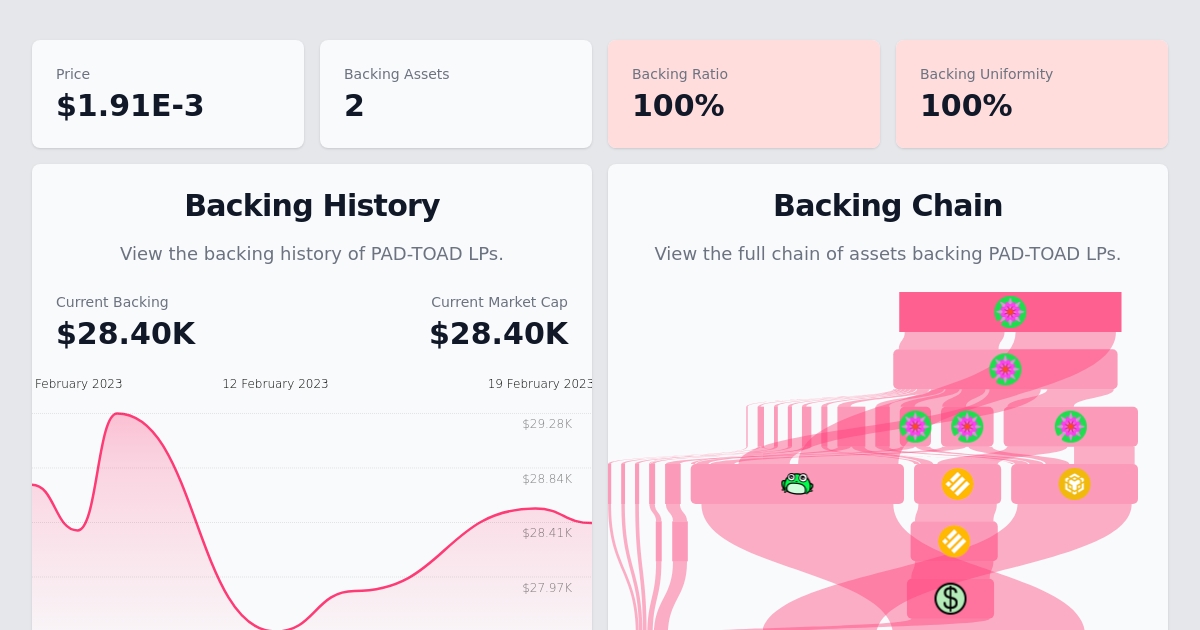 Price
$1.91E-3
Backing Assets
2
Backing Ratio
100%
Backing Uniformity
100%
Backing History
View the backing history of PAD-TOAD LPs.
Current Backing
$28.40K
Current Market Cap
$28.40K
February 2023
12 February 2023
19 February 2023
$29.28K
$28.84K
$28.41K
$27.97K
Backing Chain
View the full chain of assets backing PAD-TOAD LPs.
$